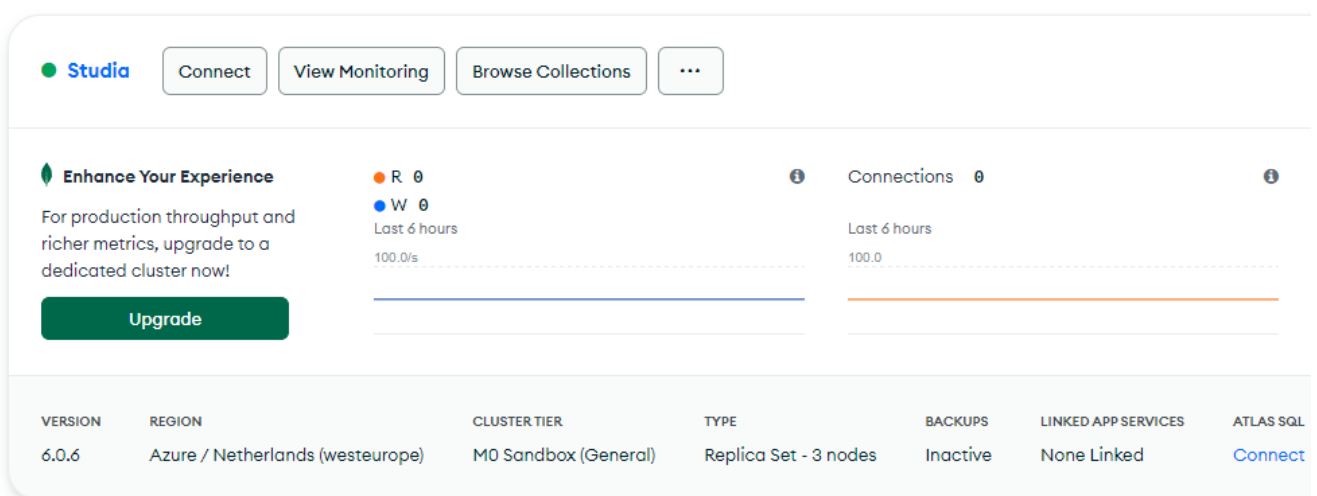 Studia Connect View Monitoring Browse Collections ...
Enhance Your Experience
For production throughput and
richer metrics, upgrade to a
dedicated cluster now!
Upgrade
R 0
W 0
Last 6 hours
100.0/s
Connections 0
Last 6 hours
100.0
VERSION REGION CLUSTER TIER TYPE BACKUPS LINKED APP SERVICES ATLAS SQL
6.0.6 Azure / Netherlands (westeurope) M0 Sandbox (General) Replica Set - 3 nodes Inactive None Linked Connect